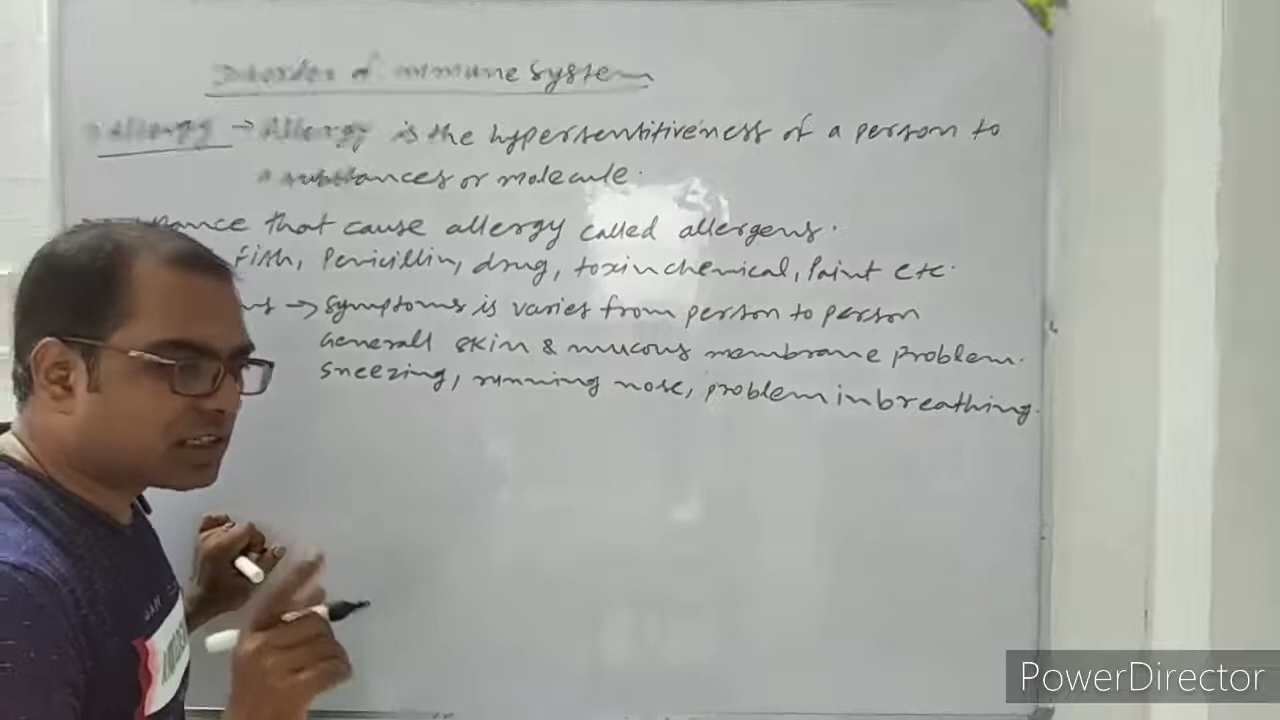 Disorder of immune system
Allergy → Allergy is the hypersentitiveness of a person to
a substances or molecule.
that cause allergy called allergens.
Fish, Penicillin, drug, toxin chemical, Paint etc.
→ Symptoms is varies from person to person
Generall skin & mucous membrane problem.
Sneezing, running nose, problem in breathing.
PowerDirector